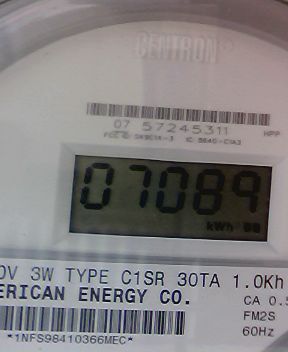 CENTRON
07 57245311
HPP
07089
kWh
0V 3W TYPE C1SR 30TA 1.0Kh
ERICAN ENERGY CO.
CA 0.5
FM2S
60Hz
*1NFS98410366MEC*